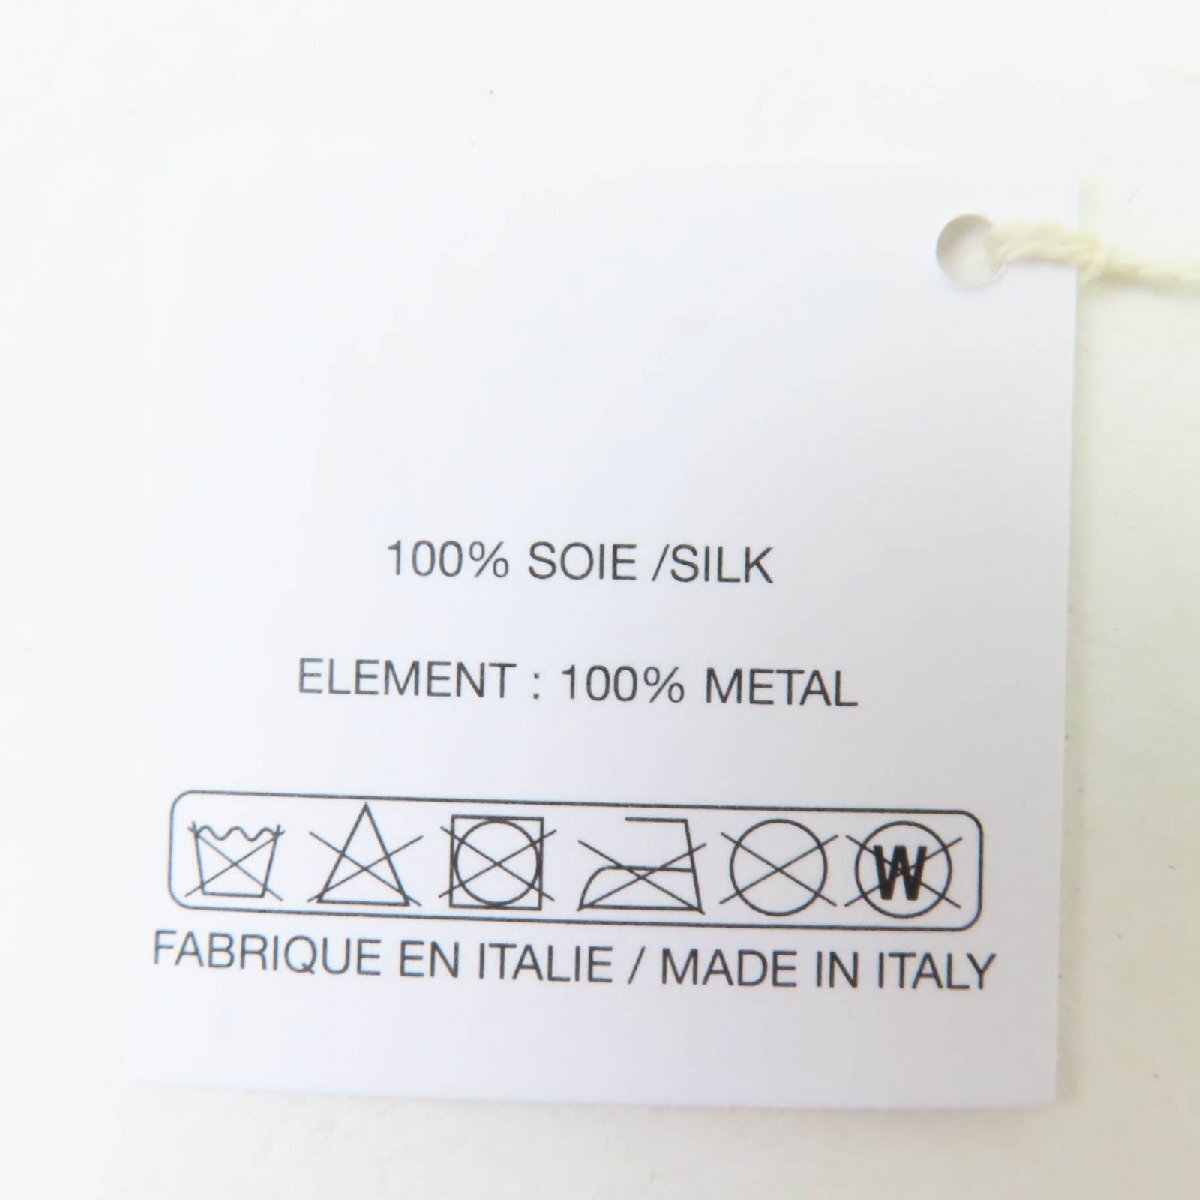 100% SOIE /SILK
ELEMENT : 100% METAL
W
FABRIQUE EN ITALIE / MADE IN ITALY